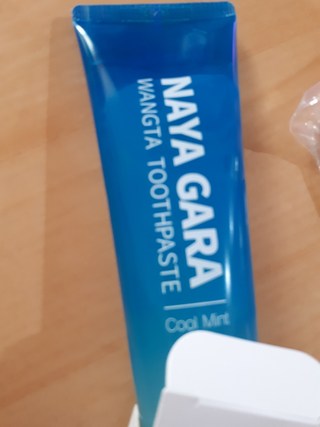 NAYA GARA
WANGTA TOOTHPASTE
Cool Mint